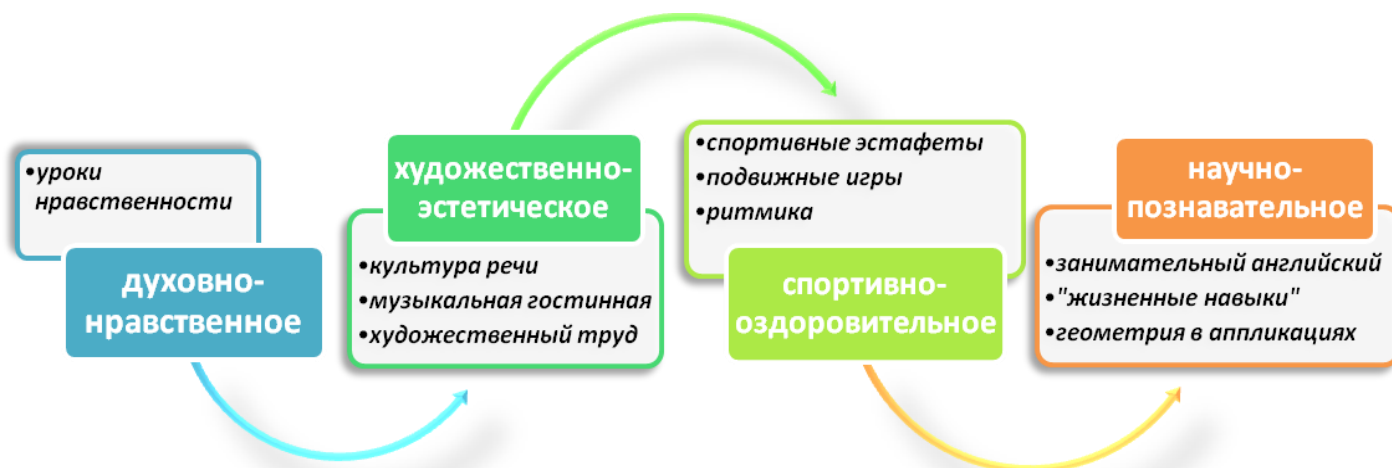 •уроки
нравственности
духовно-
нравственное
художественно-
эстетическое
•культура речи
•музыкальная гостинная
•художественный труд
•спортивные эстафеты
•подвижные игры
•ритмика
спортивно-
оздоровительное
научно-
познавательное
•занимательный английский
•"жизненные навыки"
•геометрия в аппликациях